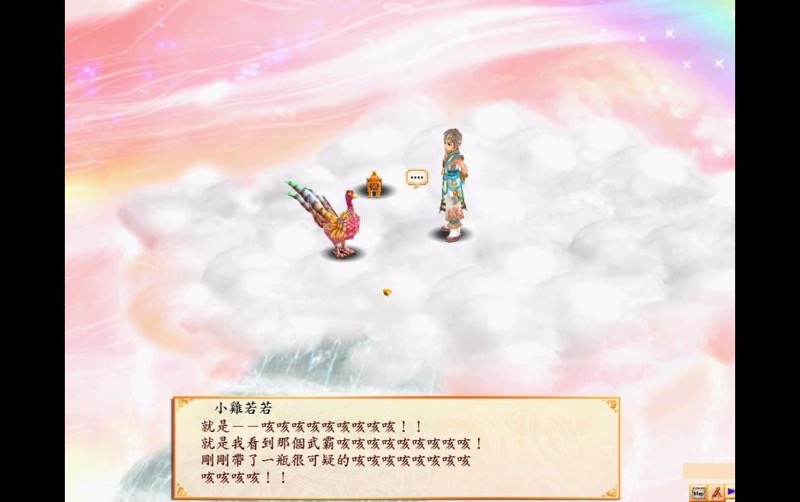 ....
小雞若若
就是——咳咳咳咳咳咳咳咳咳！！
就是我看到那個武霸咳咳咳咳咳咳咳咳咳！
剛剛帶了一瓶很可疑的咳咳咳咳咳咳咳咳
咳咳咳咳！！
Map